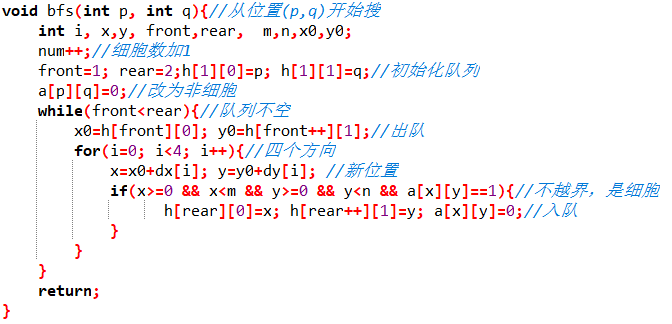 void bfs(int p, int q){//从位置(p,q)开始搜
int i, x,y, front,rear, m,n,x0,y0;
num++;//细胞数加1
front=1; rear=2;h[1][0]=p; h[1][1]=q;//初始化队列
a[p][q]=0;//改为非细胞
while(front<rear){//队列不空
x0=h[front][0]; y0=h[front++][1];//出队
for(i=0; i<4; i++){//四个方向
x=x0+dx[i]; y=y0+dy[i]; //新位置
if(x>=0 && x<m && y>=0 && y<n && a[x][y]==1){//不越界，是细胞
h[rear][0]=x; h[rear++][1]=y; a[x][y]=0;//入队
}
}
}
return;
}